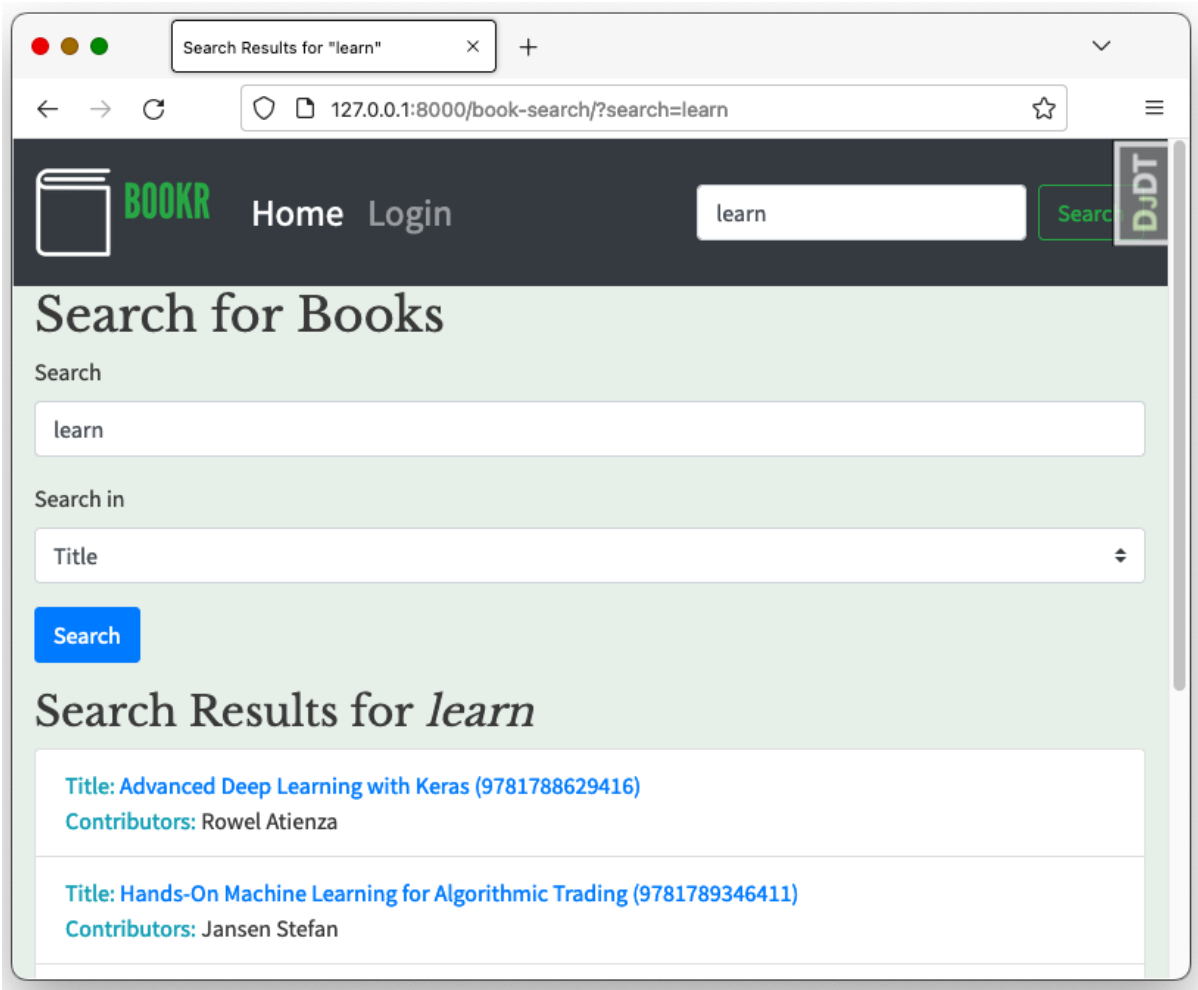 Search Results for "learn"
127.0.0.1:8000/book-search/?search=learn
BOOKR Home Login learn Search
DJDT
Search for Books
Search
learn
Search in
Title
Search
Search Results for learn
Title: Advanced Deep Learning with Keras (9781788629416)
Contributors: Rowel Atienza
Title: Hands-On Machine Learning for Algorithmic Trading (9781789346411)
Contributors: Jansen Stefan